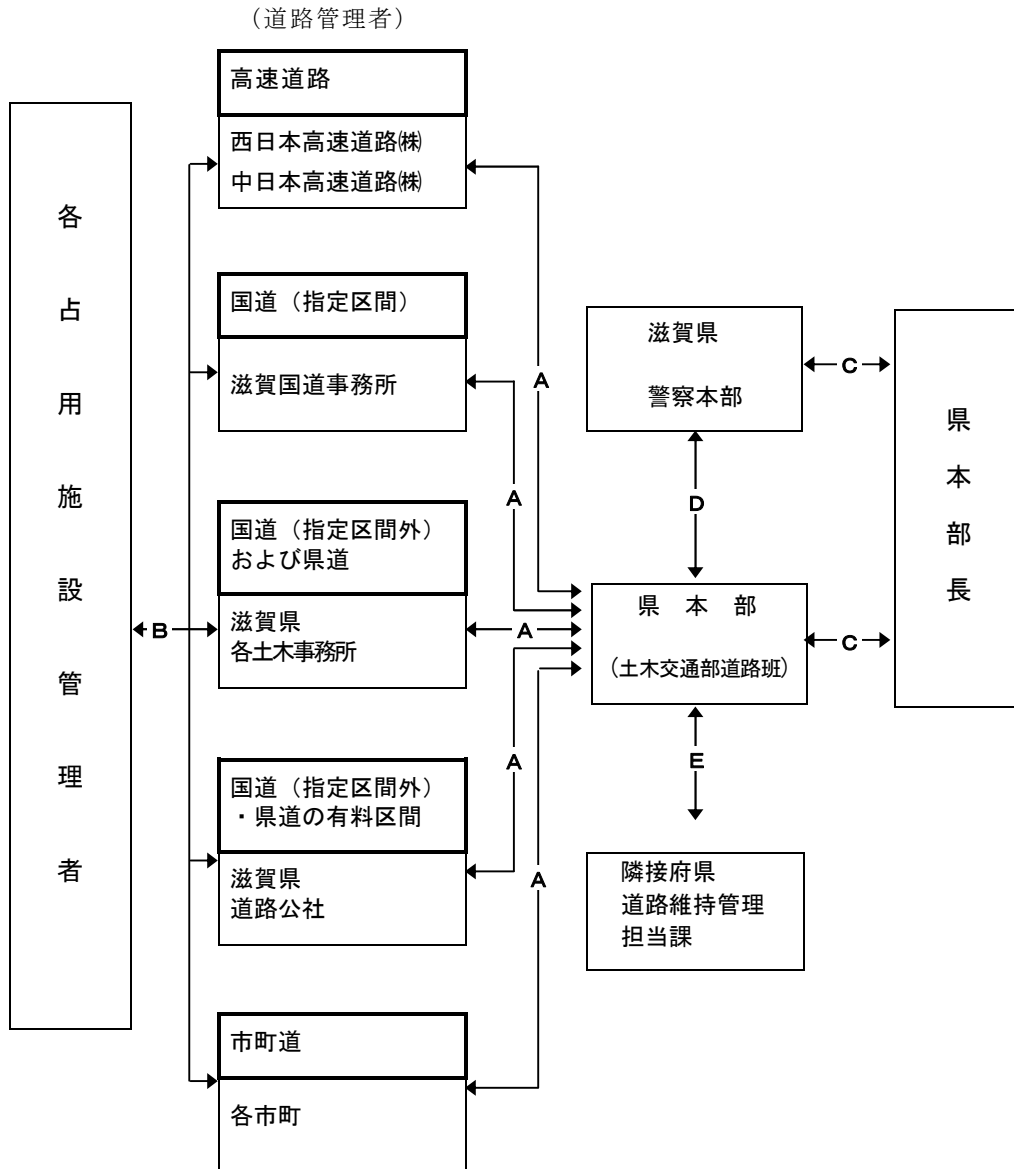 (道路管理者)
各占用施設管理者
高速道路
西日本高速道路㈱
中日本高速道路㈱
国道(指定区間)
滋賀国道事務所
国道(指定区間外)
および県道
滋賀県
各土木事務所
国道(指定区間外)
・県道の有料区間
滋賀県
道路公社
市町道
各市町
B
A
A
A
A
A
滋賀県
警察本部
D
県 本 部
(土木交通部道路班)
E
隣接府県
道路維持管理
担当課
C
C
県本部長